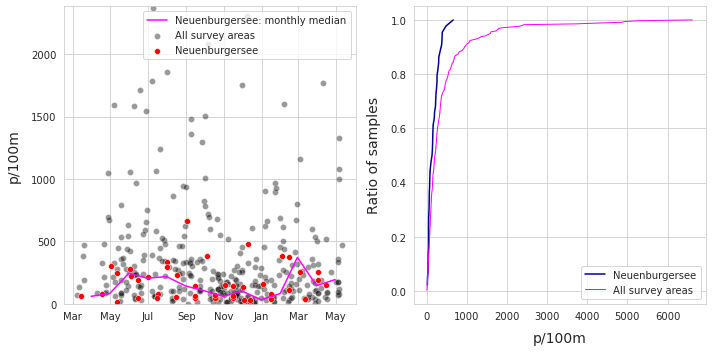 Neuenburgersee: monthly median
All survey areas
Neuenburgersee
p/100m
2000
1500
1000
500
0
Mar May Jul Sep Nov Jan Mar May
Ratio of samples
1.0
0.8
0.6
0.4
0.2
0.0
Neuenburgersee
All survey areas
0 1000 2000 3000 4000 5000 6000
p/100m